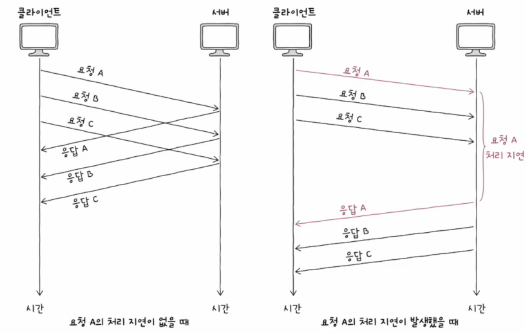 클라이언트
서버
요청 A
요청 B
요청 C
응답 A
응답 B
응답 C
시간
시간
요청 A의 처리 지연이 없을 때
클라이언트
서버
요청 A
요청 B
요청 C
요청 A
처리 지연
응답 A
응답 B
응답 C
시간
시간
요청 A의 처리 지연이 발생했을 때